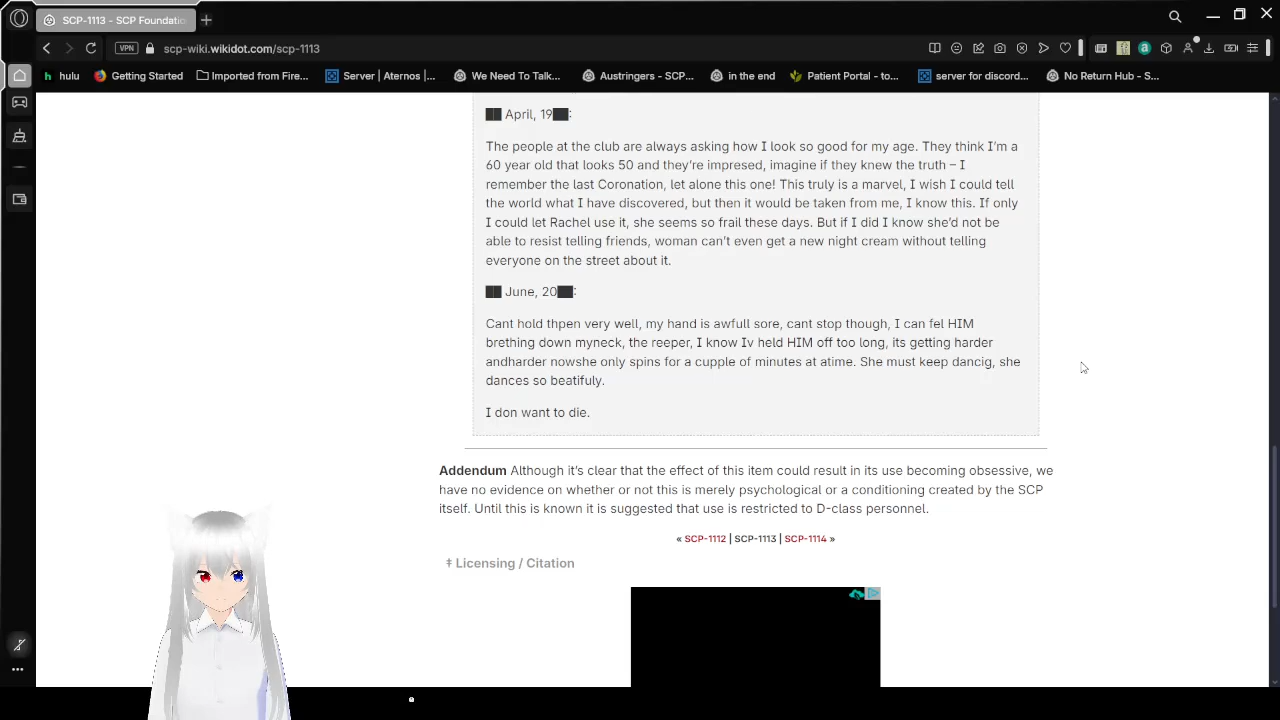 SCP-1113 - SCP Foundatio
VPN
scp-wiki.wikidot.com/scp-1113
hulu
Getting Started
Imported from Fire...
Server | Aternos |...
We Need To Talk...
Austringers - SCP...
in the end
Patient Portal - to...
server for discord...
No Return Hub - S...
██ April, 19██:
The people at the club are always asking how I look so good for my age. They think I'm a
60 year old that looks 50 and they're impresed, imagine if they knew the truth – I
remember the last Coronation, let alone this one! This truly is a marvel, I wish I could tell
the world what I have discovered, but then it would be taken from me, I know this. If only
I could let Rachel use it, she seems so frail these days. But if I did I know she'd not be
able to resist telling friends, woman can't even get a new night cream without telling
everyone on the street about it.
██ June, 20██:
Cant hold thpen very well, my hand is awfull sore, cant stop though, I can fel HIM
brething down myneck, the reeper, I know Iv held HIM off too long, its getting harder
andharder nowshe only spins for a cupple of minutes at atime. She must keep dancig, she
dances so beatifuly.
I don want to die.
Addendum Although it's clear that the effect of this item could result in its use becoming obsessive, we
have no evidence on whether or not this is merely psychological or a conditioning created by the SCP
itself. Until this is known it is suggested that use is restricted to D-class personnel.
« SCP-1112 | SCP-1113 | SCP-1114 »
‡ Licensing / Citation